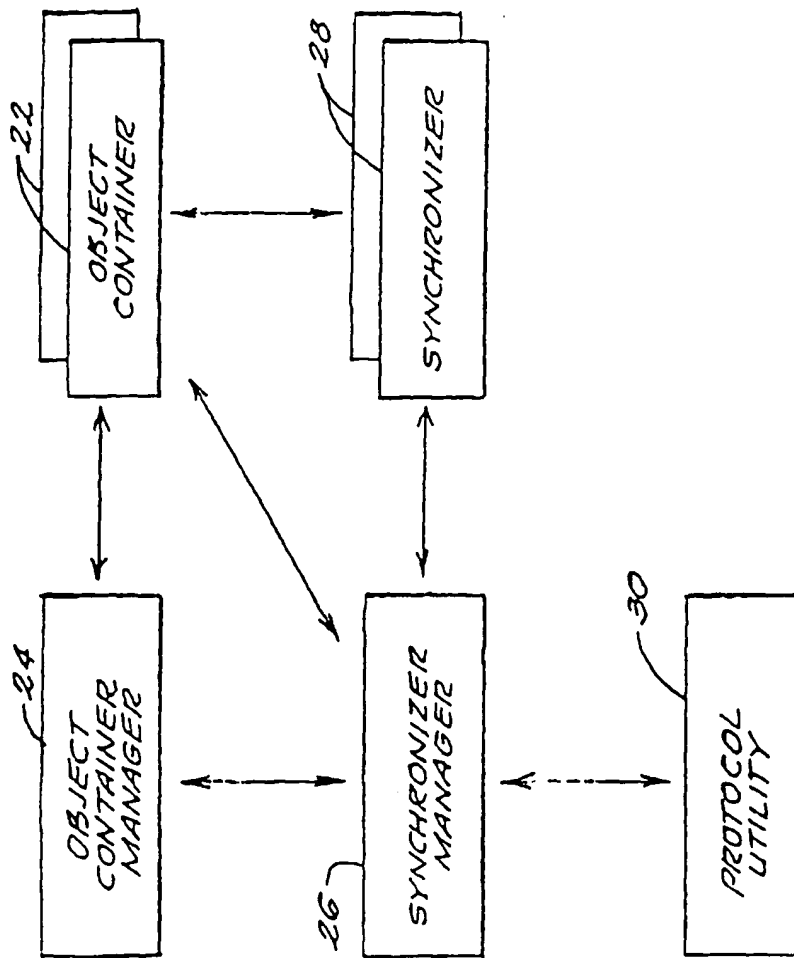 24
OBJECT
CONTAINER
MANAGER
22
OBJECT
CONTAINER
26
SYNCHRONIZER
MANAGER
28
SYNCHRONIZER
30
PROTOCOL
UTILITY